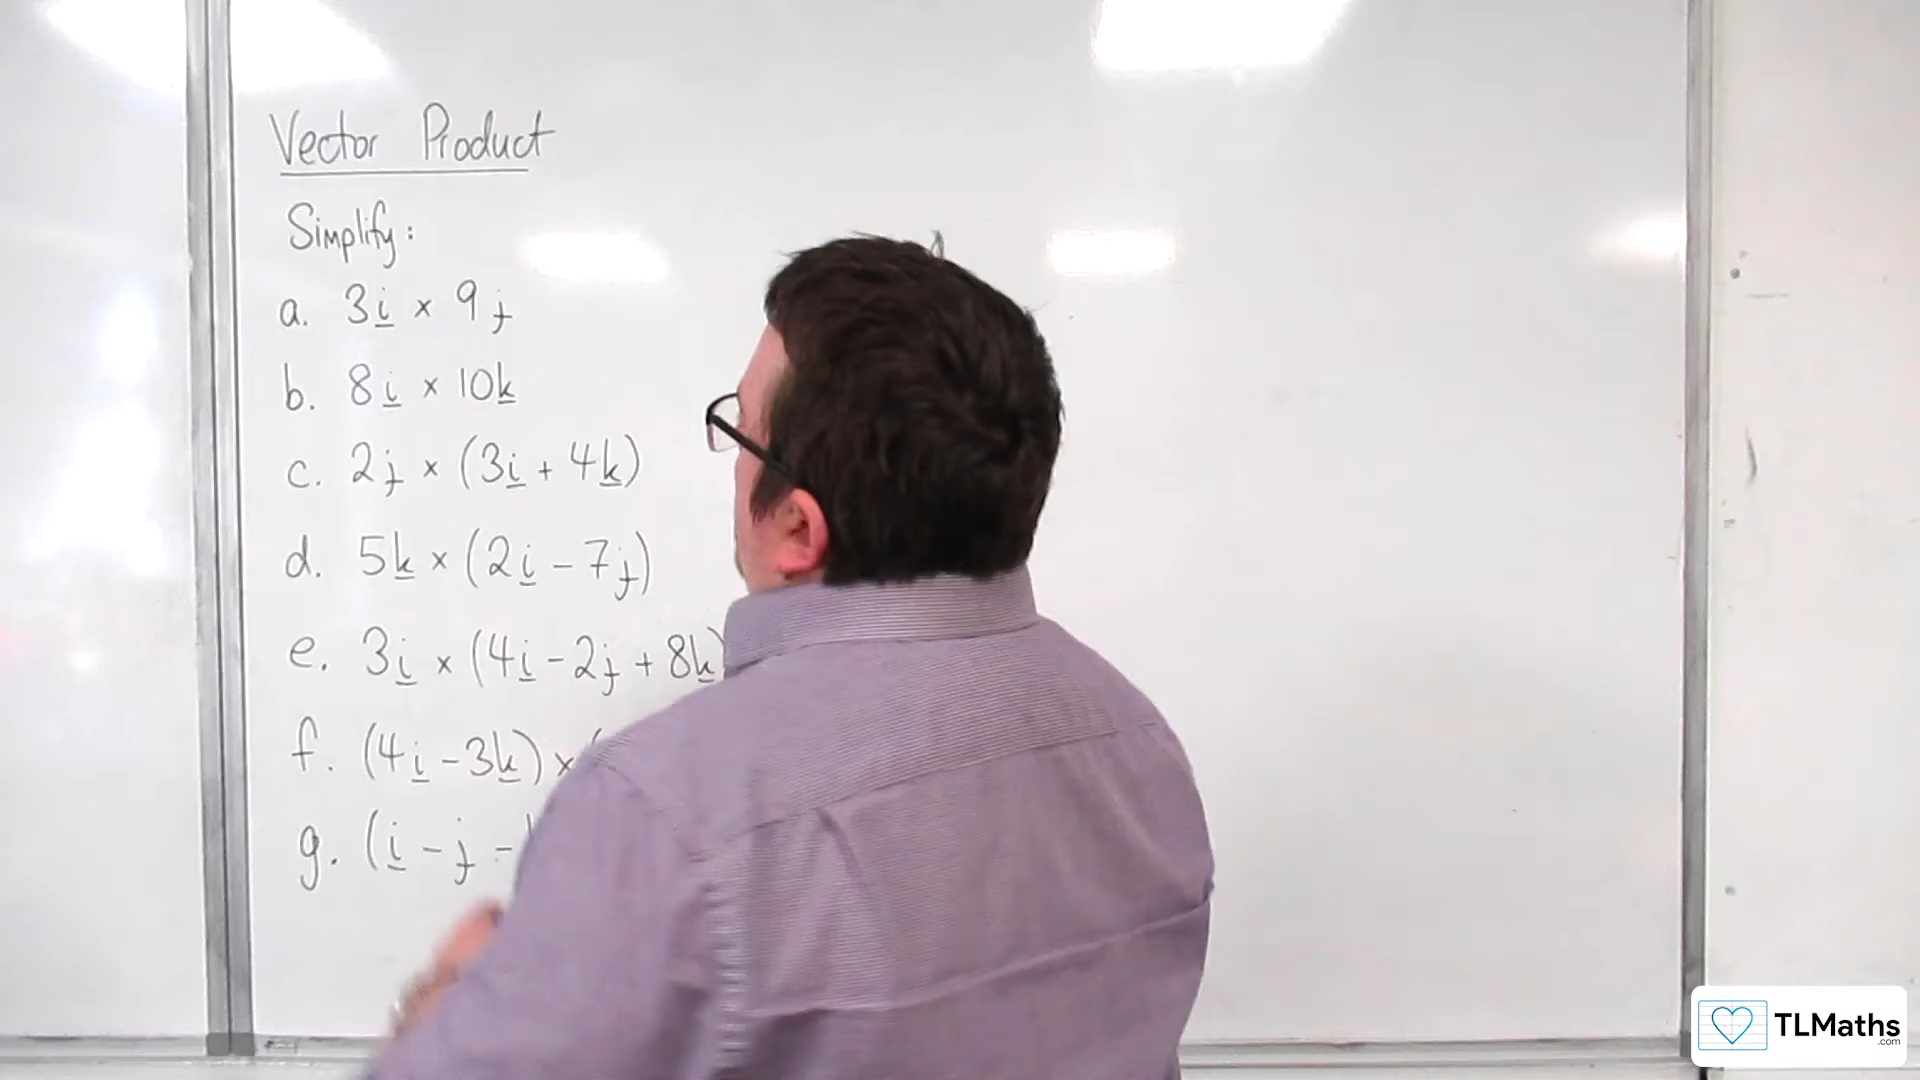 Vector Product
Simplify:
a. 3i × 9j
b. 8i × 10k
c. 2j × (3i + 4k)
d. 5k × (2i - 7j)
e. 3i × (4i - 2j + 8k)
f. (4i - 3k) × (
g. (i - j -
TLMaths
.com